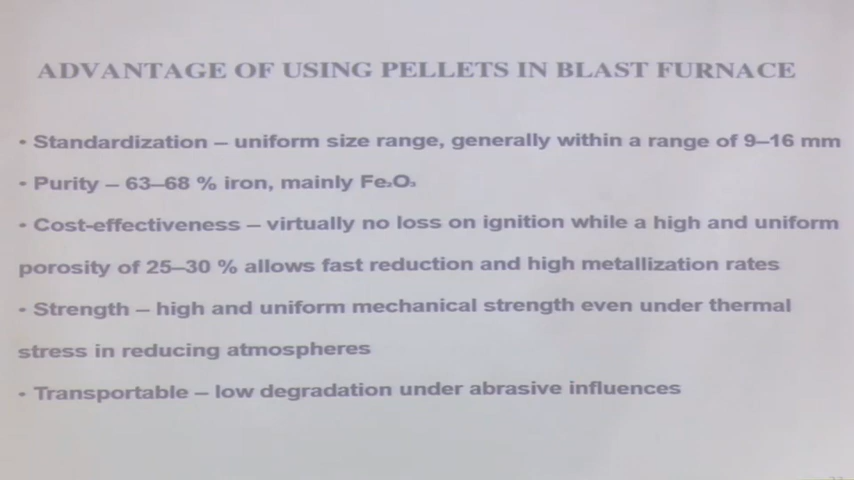 ADVANTAGE OF USING PELLETS IN BLAST FURNACE
• Standardization – uniform size range, generally within a range of 9–16 mm
• Purity – 63–68 % iron, mainly Fe₂O₃
• Cost-effectiveness – virtually no loss on ignition while a high and uniform
porosity of 25–30 % allows fast reduction and high metallization rates
• Strength – high and uniform mechanical strength even under thermal
stress in reducing atmospheres
• Transportable – low degradation under abrasive influences